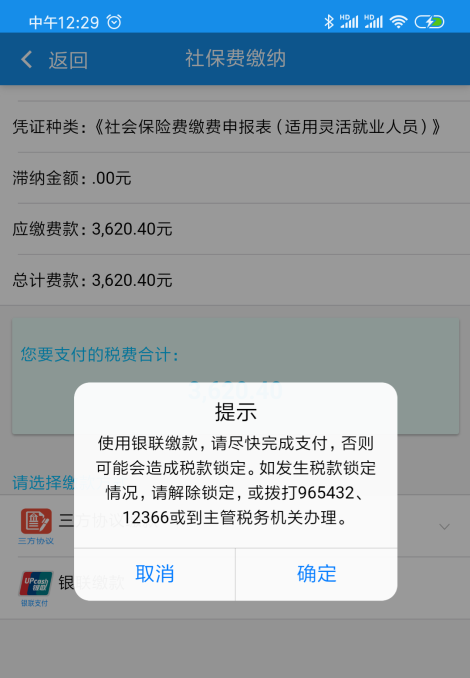 中午12:29
HD HD
返回
社保费缴纳
凭证种类：《社会保险费缴费申报表（适用灵活就业人员）》
滞纳金额：.00元
应缴费款：3,620.40元
总计费款：3,620.40元
您要支付的税费合计：
3,620.40
提示
使用银联缴款，请尽快完成支付，否则
可能会造成税款锁定。如发生税款锁定
情况，请解除锁定，或拨打965432、
12366或到主管税务机关办理。
请选择缴
三方协议
三方协议
取消
确定
UPcash
银联
银联缴款
银联支付